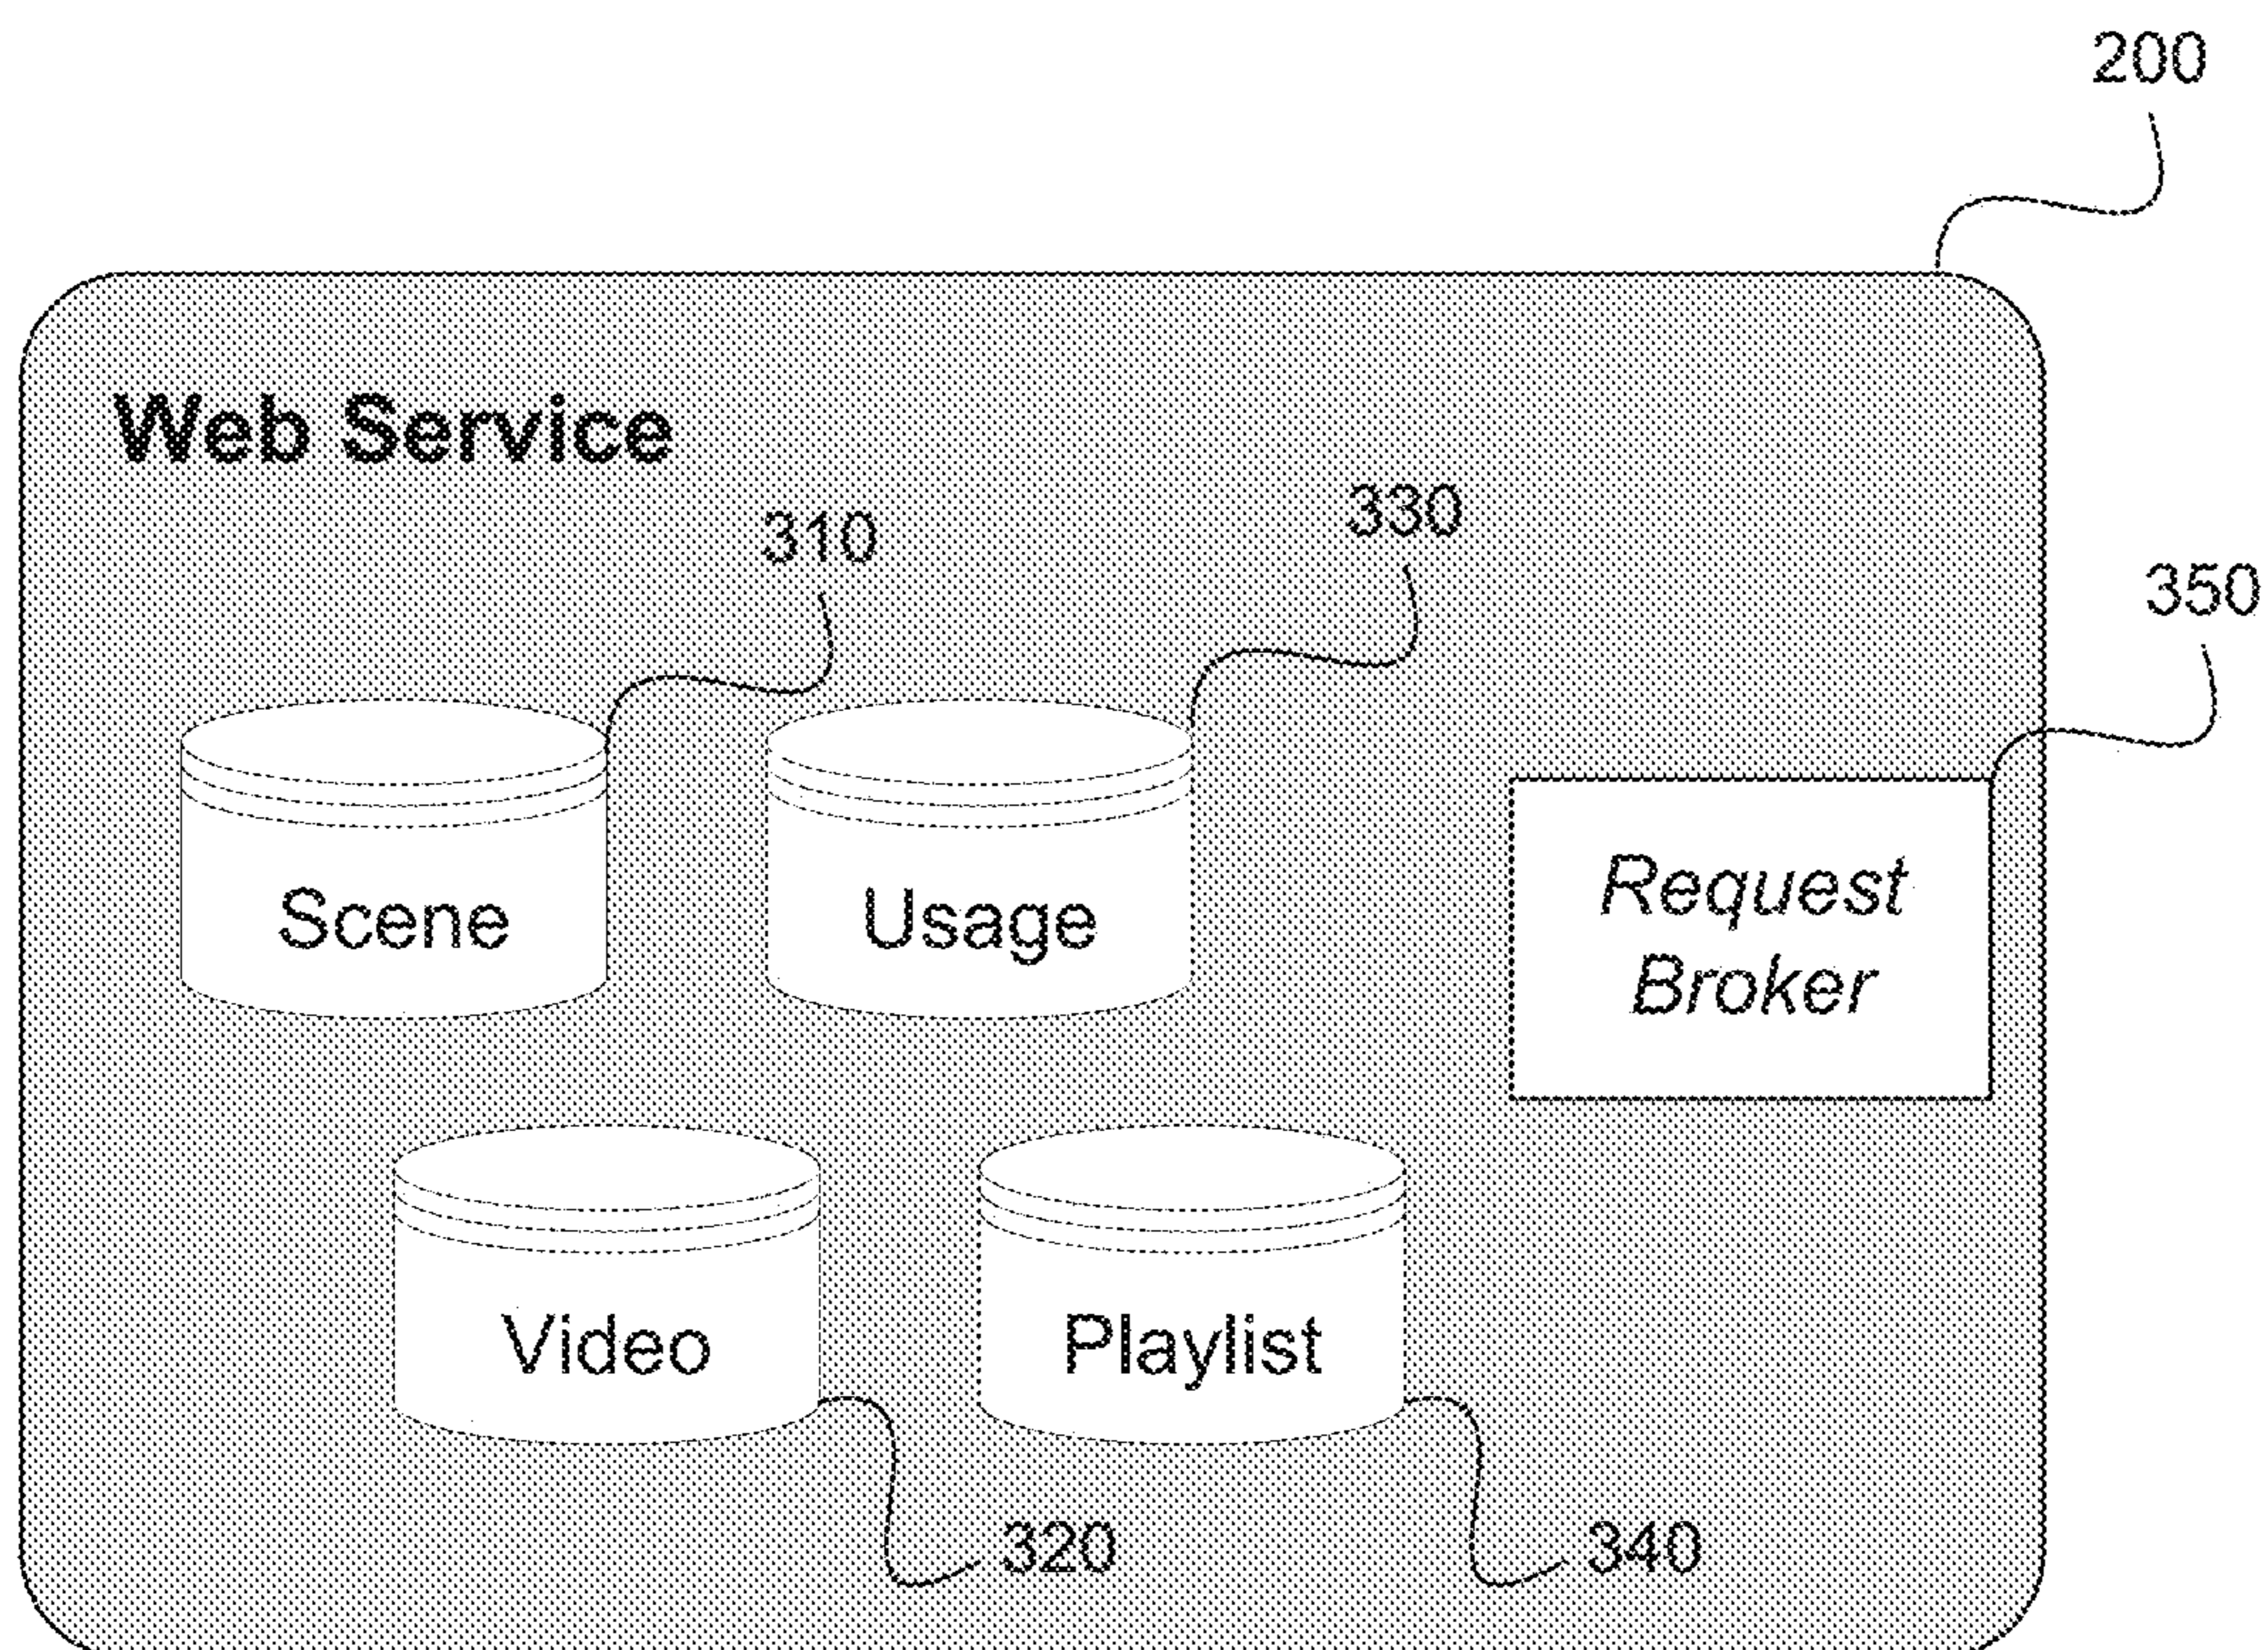 200
Web Service
310
330
350
Scene
Usage
Request
Broker
Video
Playlist
320
340